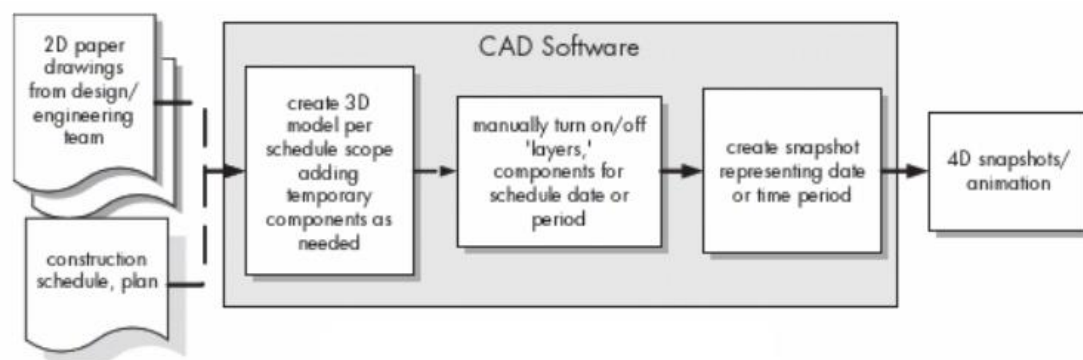 2D paper
drawings
from design/
engineering
team
construction
schedule, plan
CAD Software
create 3D
model per
schedule scope
adding
temporary
components as
needed
manually turn on/off
'layers,'
components for
schedule date or
period
create snapshot
representing date
or time period
4D snapshots/
animation